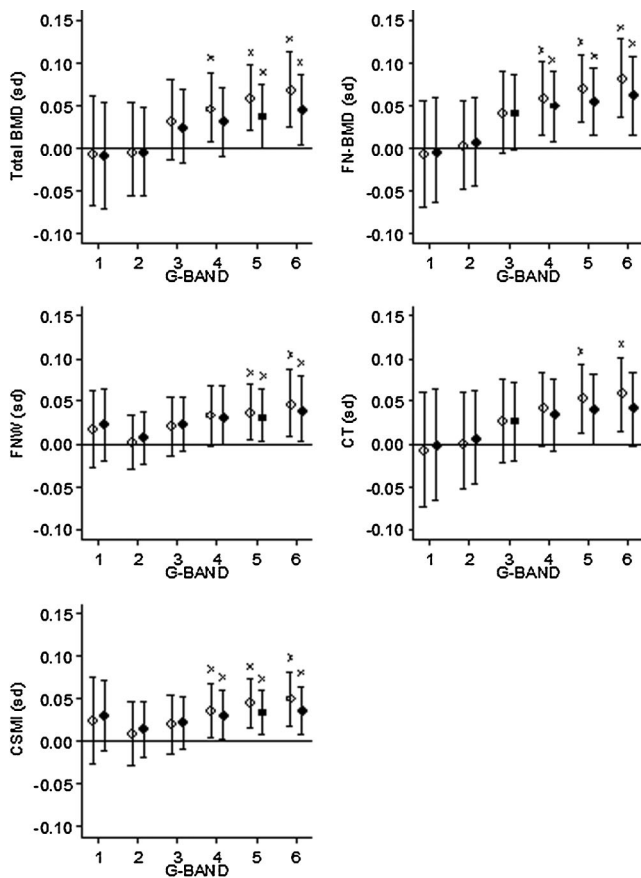 0.15
0.10
0.05
0.00
-0.05
-0.10
Total BMD (sd)
1 2 3 4 5 6
G-BAND
× × × × ×
0.15
0.10
0.05
0.00
-0.05
-0.10
FN-BMD (sd)
1 2 3 4 5 6
G-BAND
× × × × × ×
0.15
0.10
0.05
0.00
-0.05
-0.10
FNW (sd)
1 2 3 4 5 6
G-BAND
× × × ×
0.15
0.10
0.05
0.00
-0.05
-0.10
CT (sd)
1 2 3 4 5 6
G-BAND
× ×
0.15
0.10
0.05
0.00
-0.05
-0.10
CSMI (sd)
1 2 3 4 5 6
G-BAND
× × × × × ×